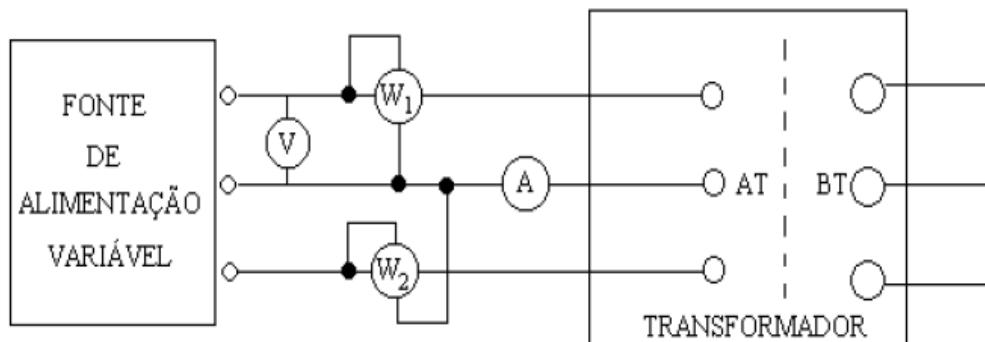 FONTE
DE
ALIMENTAÇÃO
VARIÁVEL
V
W1
A
W2
AT
BT
TRANSFORMADOR